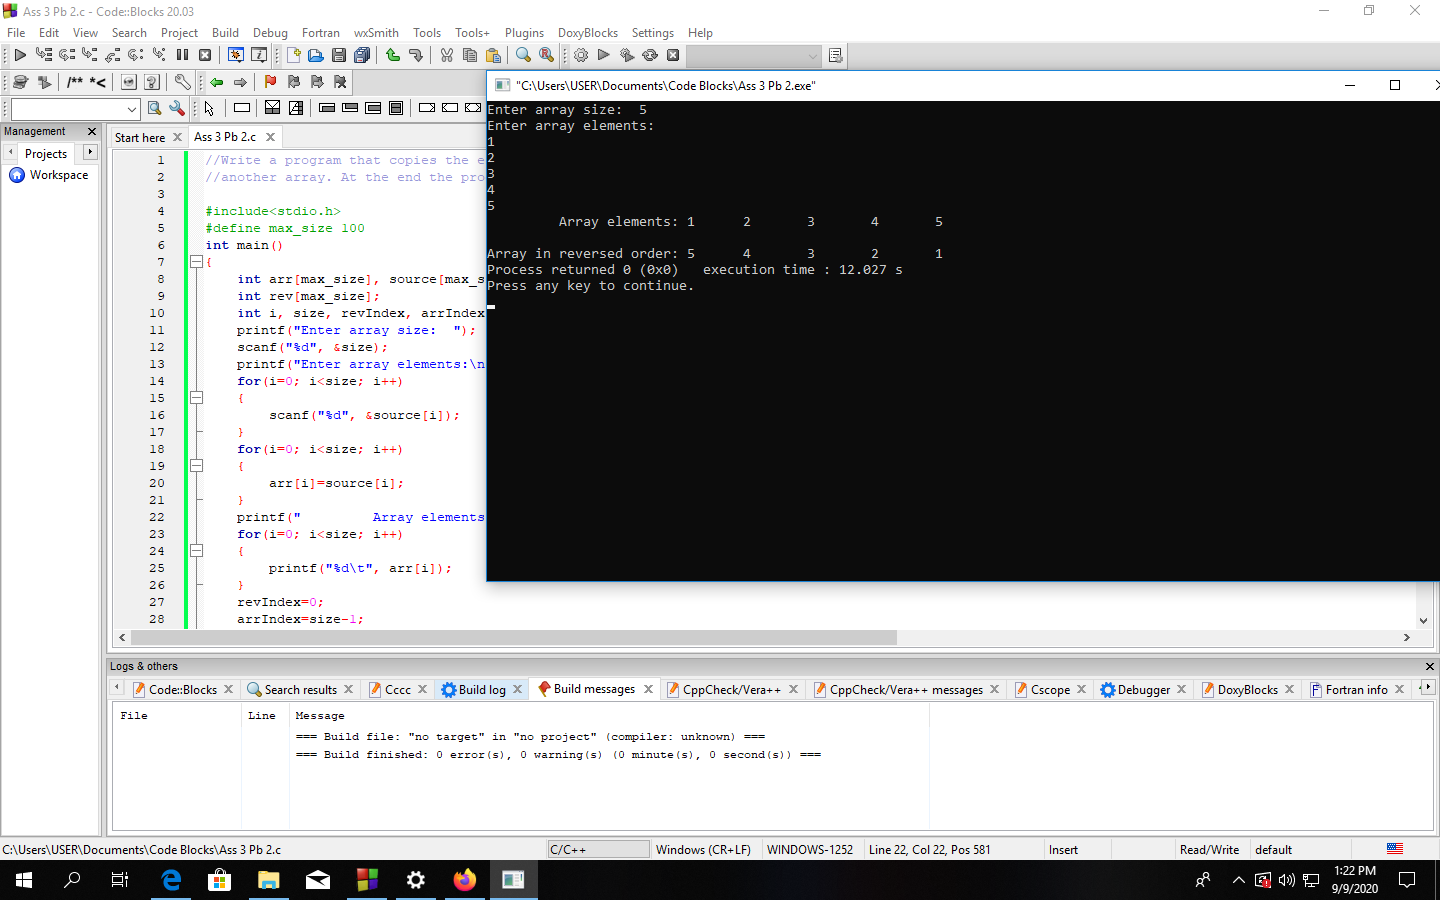 Ass 3 Pb 2.c - Code::Blocks 20.03
File Edit View Search Project Build Debug Fortran wxSmith Tools Tools+ Plugins DoxyBlocks Settings Help
/** *<
Management
Projects
Workspace
Start here Ass 3 Pb 2.c
1 //Write a program that copies the e
2 //another array. At the end the pro
3
4 #include<stdio.h>
5 #define max_size 100
6 int main()
7 {
8 int arr[max_size], source[max_s
9 int rev[max_size];
10 int i, size, revIndex, arrIndex
11 printf("Enter array size:  ");
12 scanf("%d", &size);
13 printf("Enter array elements:\n
14 for(i=0; i<size; i++)
15 {
16 scanf("%d", &source[i]);
17 }
18 for(i=0; i<size; i++)
19 {
20 arr[i]=source[i];
21 }
22 printf("         Array elements
23 for(i=0; i<size; i++)
24 {
25 printf("%d\t", arr[i]);
26 }
27 revIndex=0;
28 arrIndex=size-1;
"C:\Users\USER\Documents\Code Blocks\Ass 3 Pb 2.exe"
Enter array size:  5
Enter array elements:
1
2
3
4
5
Array elements: 1 2 3 4 5
Array in reversed order: 5 4 3 2 1
Process returned 0 (0x0)   execution time : 12.027 s
Press any key to continue.
Logs & others
Code::Blocks Search results Cccc Build log Build messages CppCheck/Vera++ CppCheck/Vera++ messages Cscope Debugger DoxyBlocks Fortran info
File Line Message
=== Build file: "no target" in "no project" (compiler: unknown) ===
=== Build finished: 0 error(s), 0 warning(s) (0 minute(s), 0 second(s)) ===
C:\Users\USER\Documents\Code Blocks\Ass 3 Pb 2.c C/C++ Windows (CR+LF) WINDOWS-1252 Line 22, Col 22, Pos 581 Insert Read/Write default
1:22 PM
9/9/2020